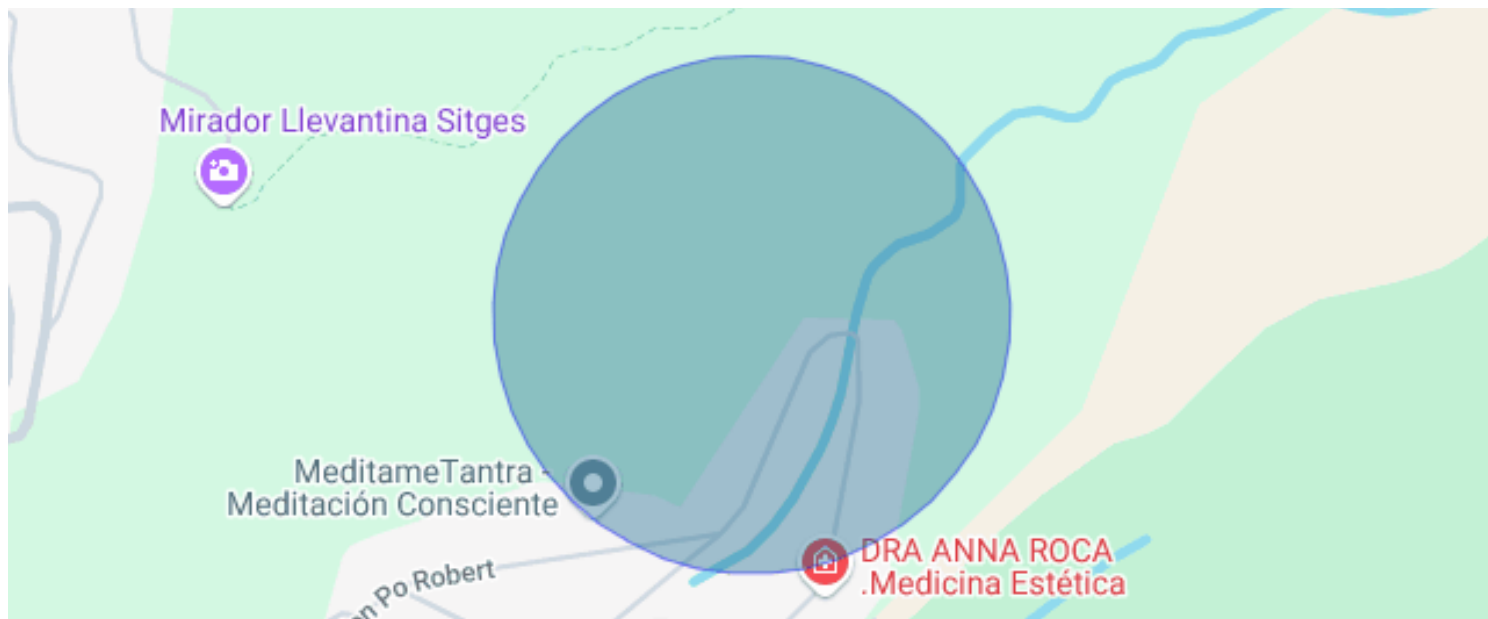 Mirador Llevantina Sitges
MeditameTantra -
Meditación Consciente
Po Robert
DRA ANNA ROCA
.Medicina Estética